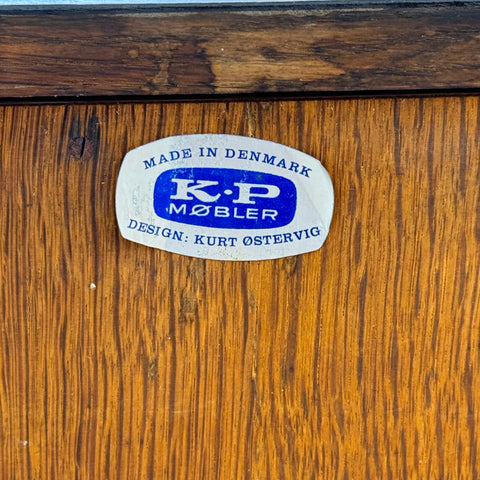 MADE IN DENMARK
K·P
MØBLER
DESIGN: KURT ØSTERVIG